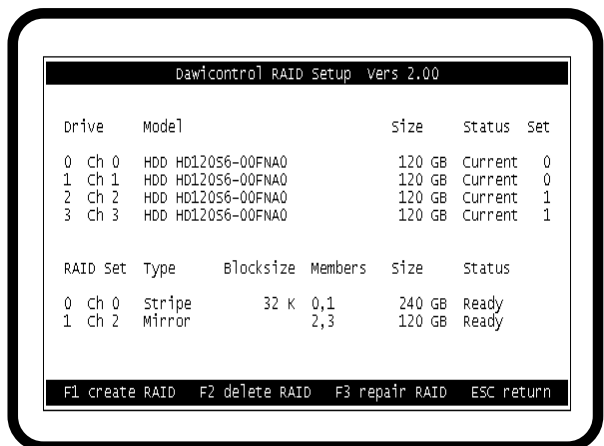 Dawicontrol RAID Setup Vers 2.00
Drive Model Size Status Set
0 Ch 0 HDD HD120S6-00FNA0 120 GB Current 0
1 Ch 1 HDD HD120S6-00FNA0 120 GB Current 0
2 Ch 2 HDD HD120S6-00FNA0 120 GB Current 1
3 Ch 3 HDD HD120S6-00FNA0 120 GB Current 1
RAID Set Type Blocksize Members Size Status
0 Ch 0 Stripe 32 K 0,1 240 GB Ready
1 Ch 2 Mirror 2,3 120 GB Ready
F1 create RAID F2 delete RAID F3 repair RAID ESC return